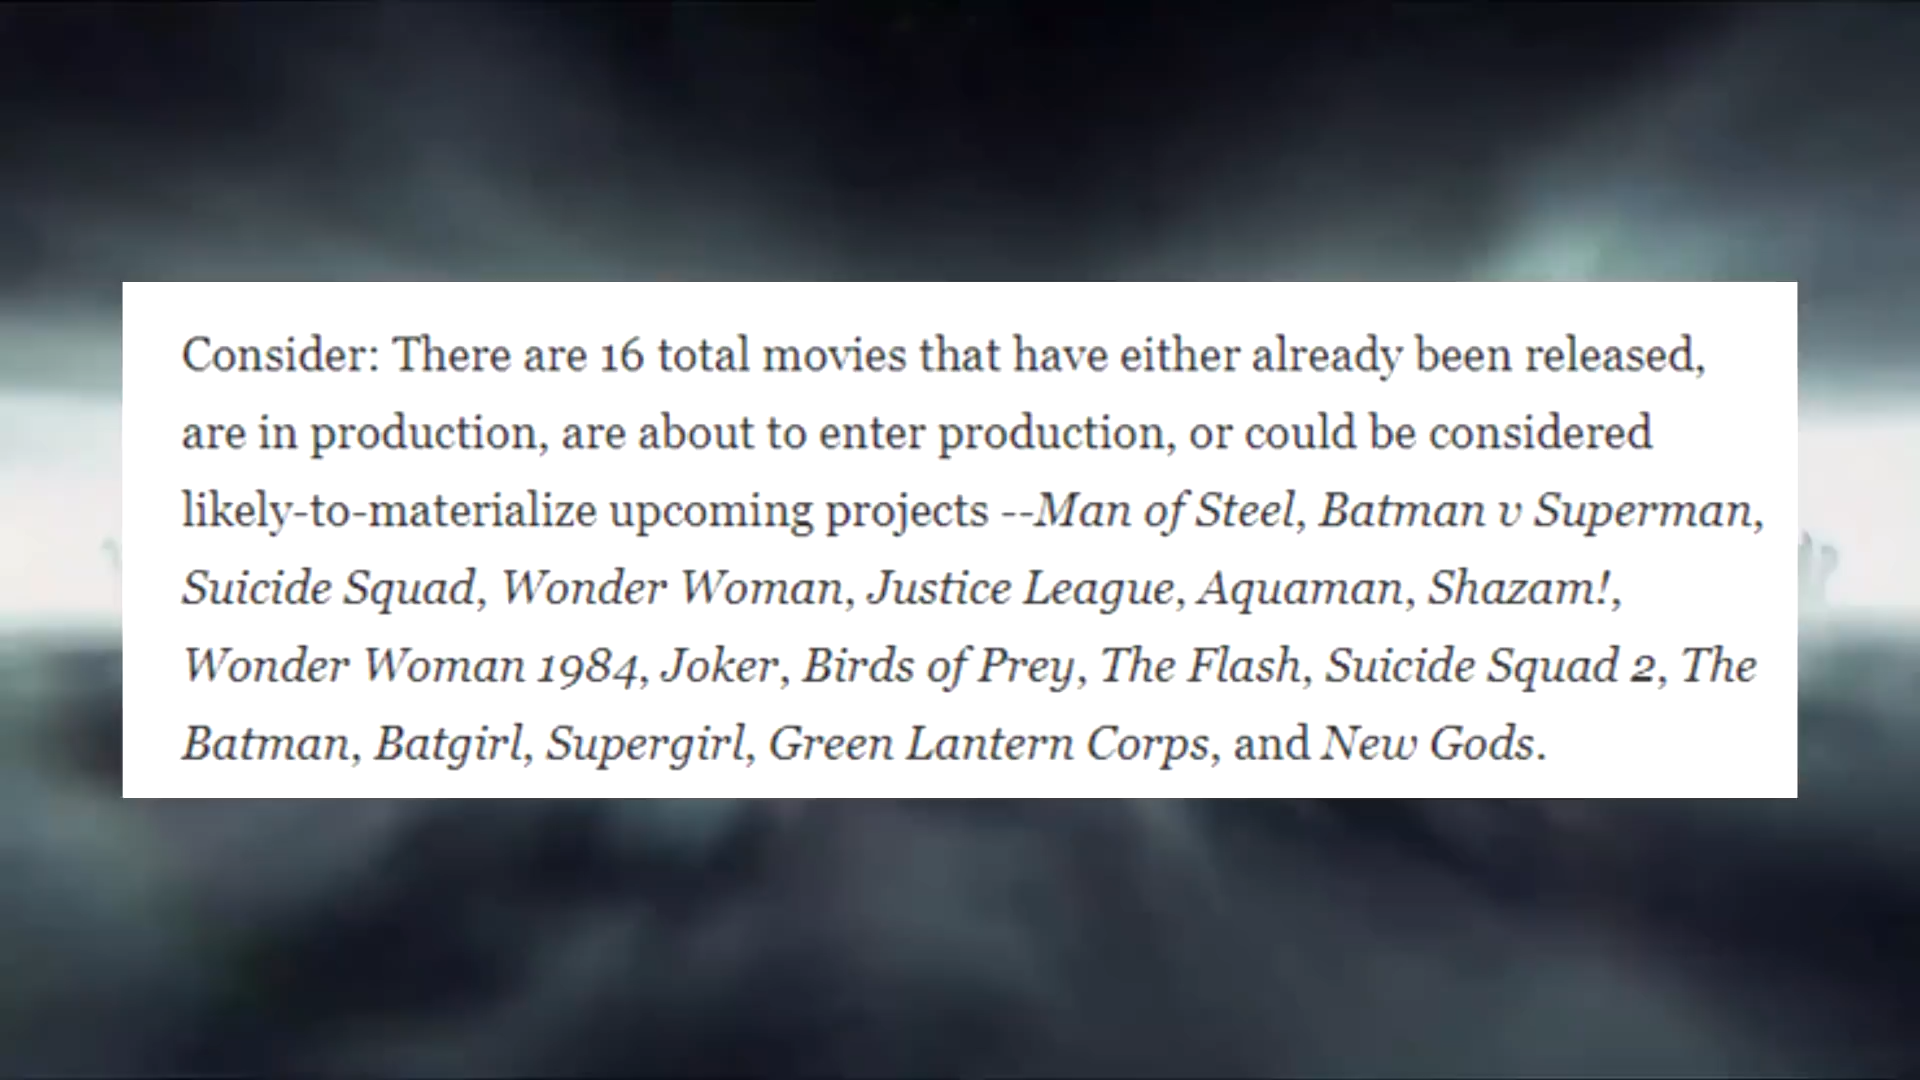 Consider: There are 16 total movies that have either already been released,
are in production, are about to enter production, or could be considered
likely-to-materialize upcoming projects --Man of Steel, Batman v Superman,
Suicide Squad, Wonder Woman, Justice League, Aquaman, Shazam!,
Wonder Woman 1984, Joker, Birds of Prey, The Flash, Suicide Squad 2, The
Batman, Batgirl, Supergirl, Green Lantern Corps, and New Gods.